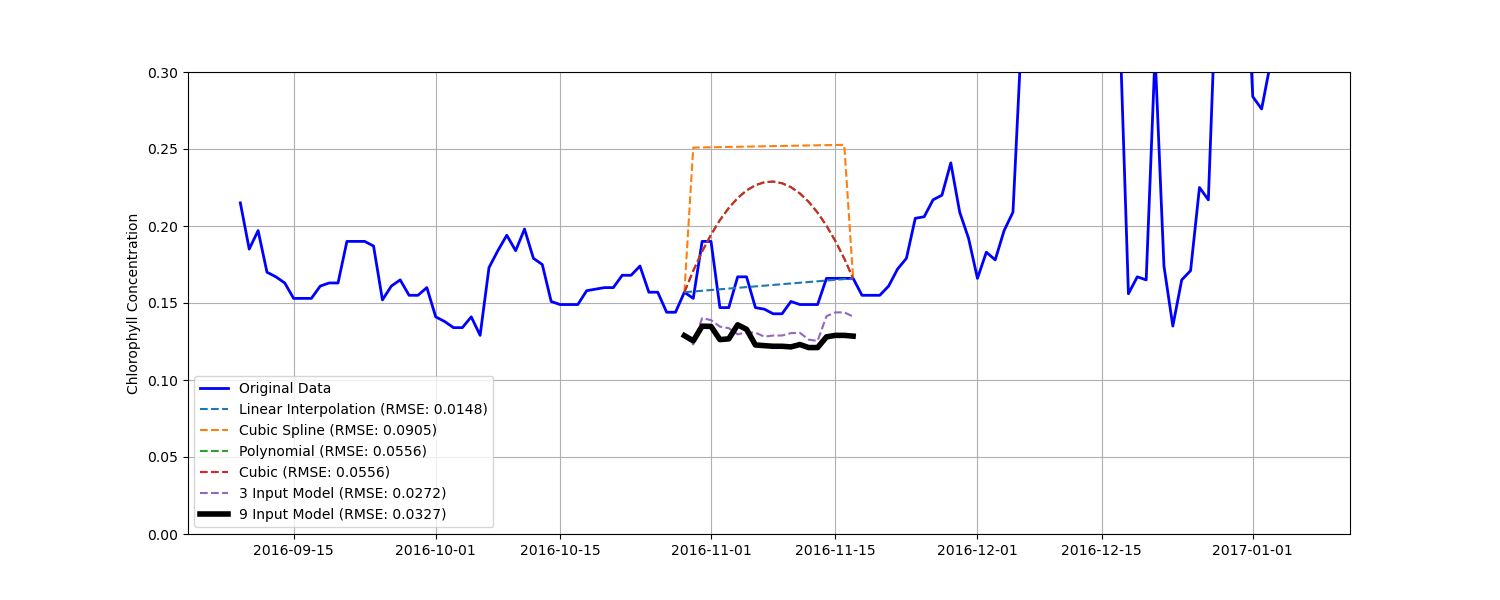 0.30
0.25
0.20
0.15
0.10
0.05
0.00
Chlorophyll Concentration
Original Data
Linear Interpolation (RMSE: 0.0148)
Cubic Spline (RMSE: 0.0905)
Polynomial (RMSE: 0.0556)
Cubic (RMSE: 0.0556)
3 Input Model (RMSE: 0.0272)
9 Input Model (RMSE: 0.0327)
2016-09-15
2016-10-01
2016-10-15
2016-11-01
2016-11-15
2016-12-01
2016-12-15
2017-01-01